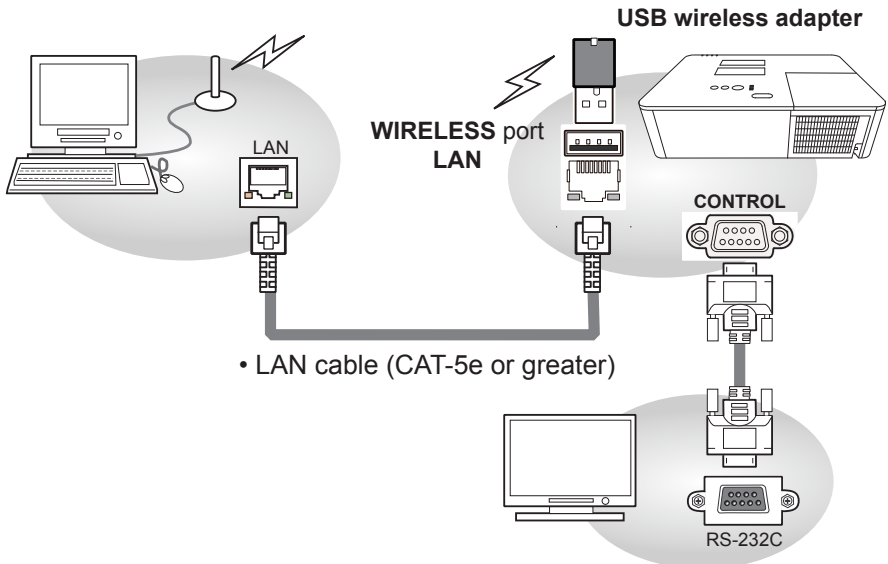 USB wireless adapter
LAN
WIRELESS port
LAN
CONTROL
• LAN cable (CAT-5e or greater)
RS-232C